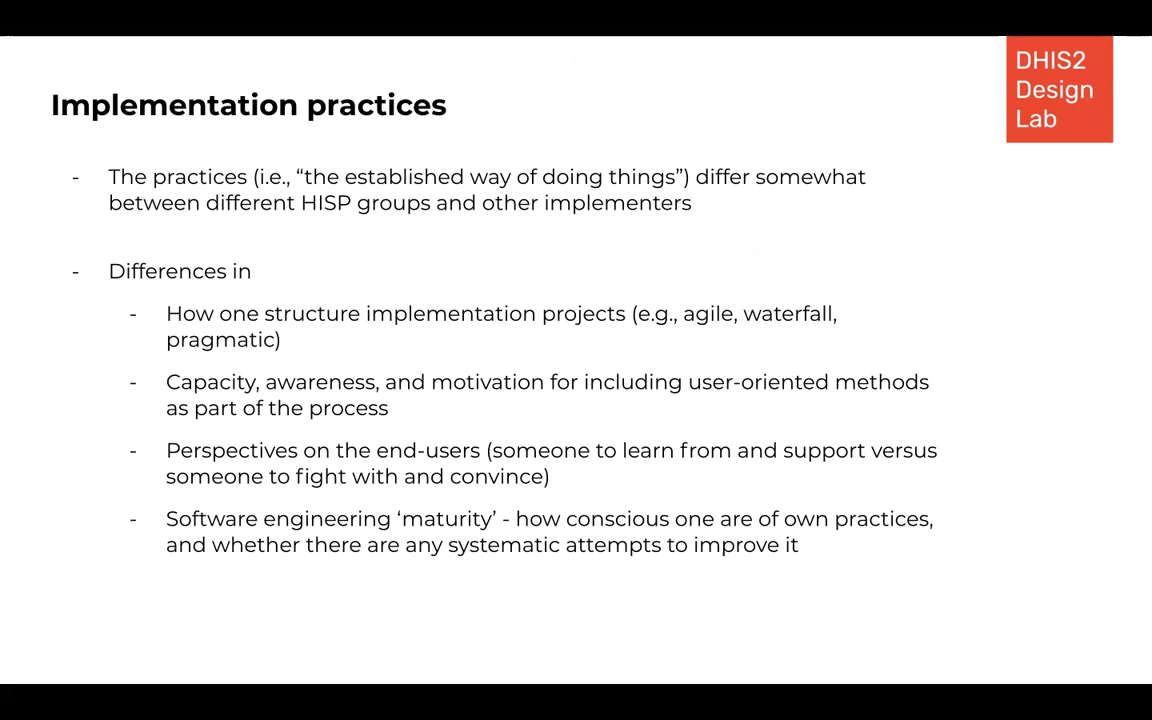 DHIS2
Design
Lab
Implementation practices
- The practices (i.e., “the established way of doing things”) differ somewhat
between different HISP groups and other implementers
- Differences in
- How one structure implementation projects (e.g., agile, waterfall,
pragmatic)
- Capacity, awareness, and motivation for including user-oriented methods
as part of the process
- Perspectives on the end-users (someone to learn from and support versus
someone to fight with and convince)
- Software engineering ‘maturity’ - how conscious one are of own practices,
and whether there are any systematic attempts to improve it